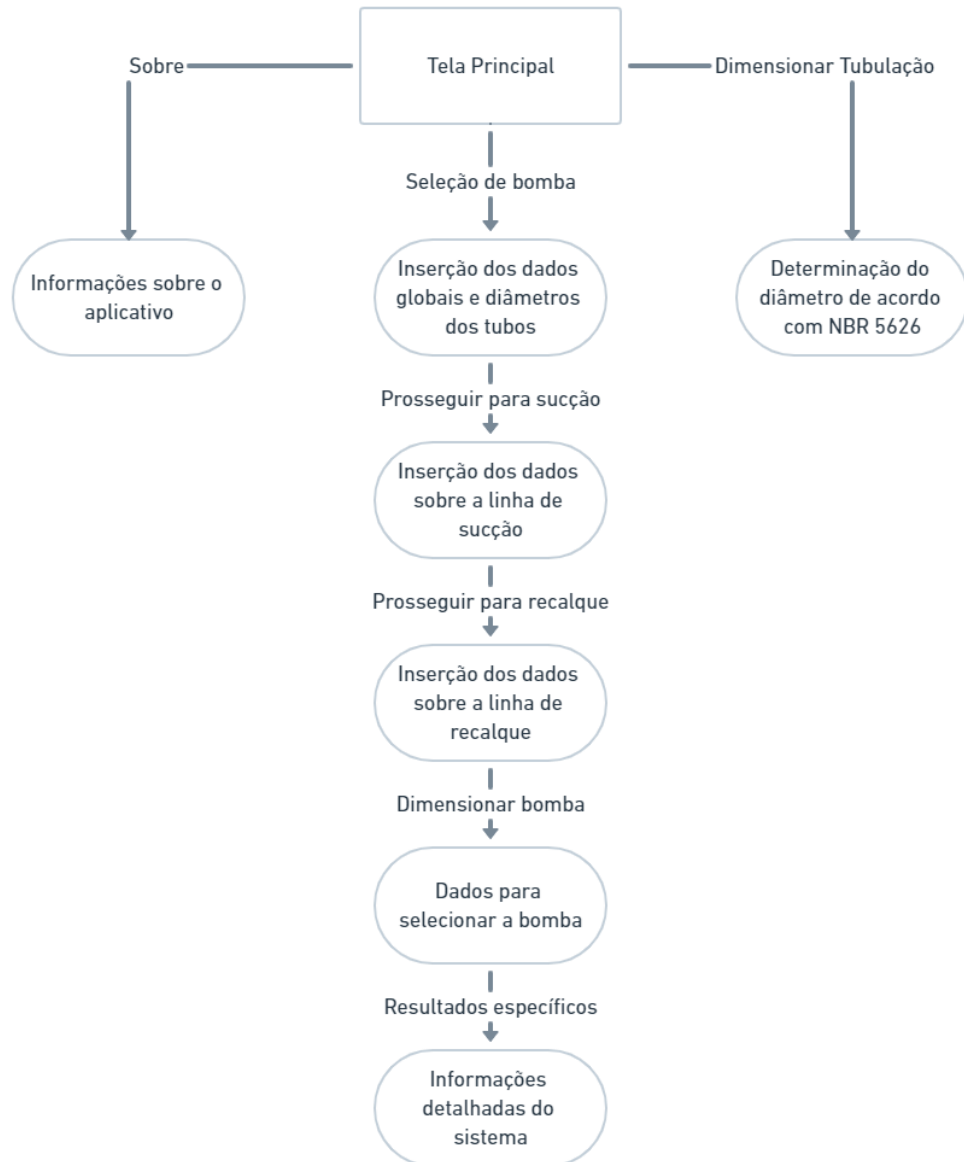 Sobre
Tela Principal
Dimensionar Tubulação
Seleção de bomba
Informações sobre o
aplicativo
Inserção dos dados
globais e diâmetros
dos tubos
Determinação do
diâmetro de acordo
com NBR 5626
Prosseguir para sucção
Inserção dos dados
sobre a linha de
sucção
Prosseguir para recalque
Inserção dos dados
sobre a linha de
recalque
Dimensionar bomba
Dados para
selecionar a bomba
Resultados específicos
Informações
detalhadas do
sistema